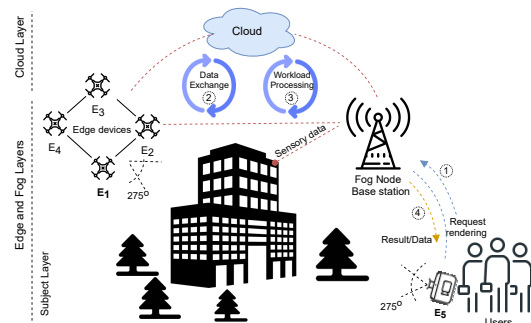 Cloud Layer
Edge and Fog Layers
Subject Layer
Cloud
Data
Exchange
2
Workload
Processing
3
E3
Edge devices
E4
E2
E1
275o
Sensory data
Fog Node
Base station
1
4
Request
rendering
Result/Data
275o
E5
Users